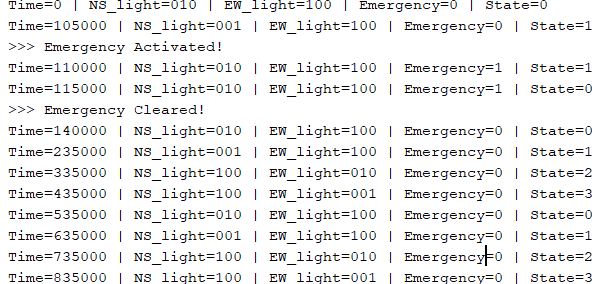 Time=0 | NS_light=010 | EW_light=100 | Emergency=0 | State=0
Time=105000 | NS_light=001 | EW_light=100 | Emergency=0 | State=1
>>> Emergency Activated!
Time=110000 | NS_light=010 | EW_light=100 | Emergency=1 | State=1
Time=115000 | NS_light=010 | EW_light=100 | Emergency=1 | State=0
>>> Emergency Cleared!
Time=140000 | NS_light=010 | EW_light=100 | Emergency=0 | State=0
Time=235000 | NS_light=001 | EW_light=100 | Emergency=0 | State=1
Time=335000 | NS_light=100 | EW_light=010 | Emergency=0 | State=2
Time=435000 | NS_light=100 | EW_light=001 | Emergency=0 | State=3
Time=535000 | NS_light=010 | EW_light=100 | Emergency=0 | State=0
Time=635000 | NS_light=001 | EW_light=100 | Emergency=0 | State=1
Time=735000 | NS_light=100 | EW_light=010 | Emergency=0 | State=2
Time=835000 | NS_light=100 | EW_light=001 | Emergency=0 | State=3